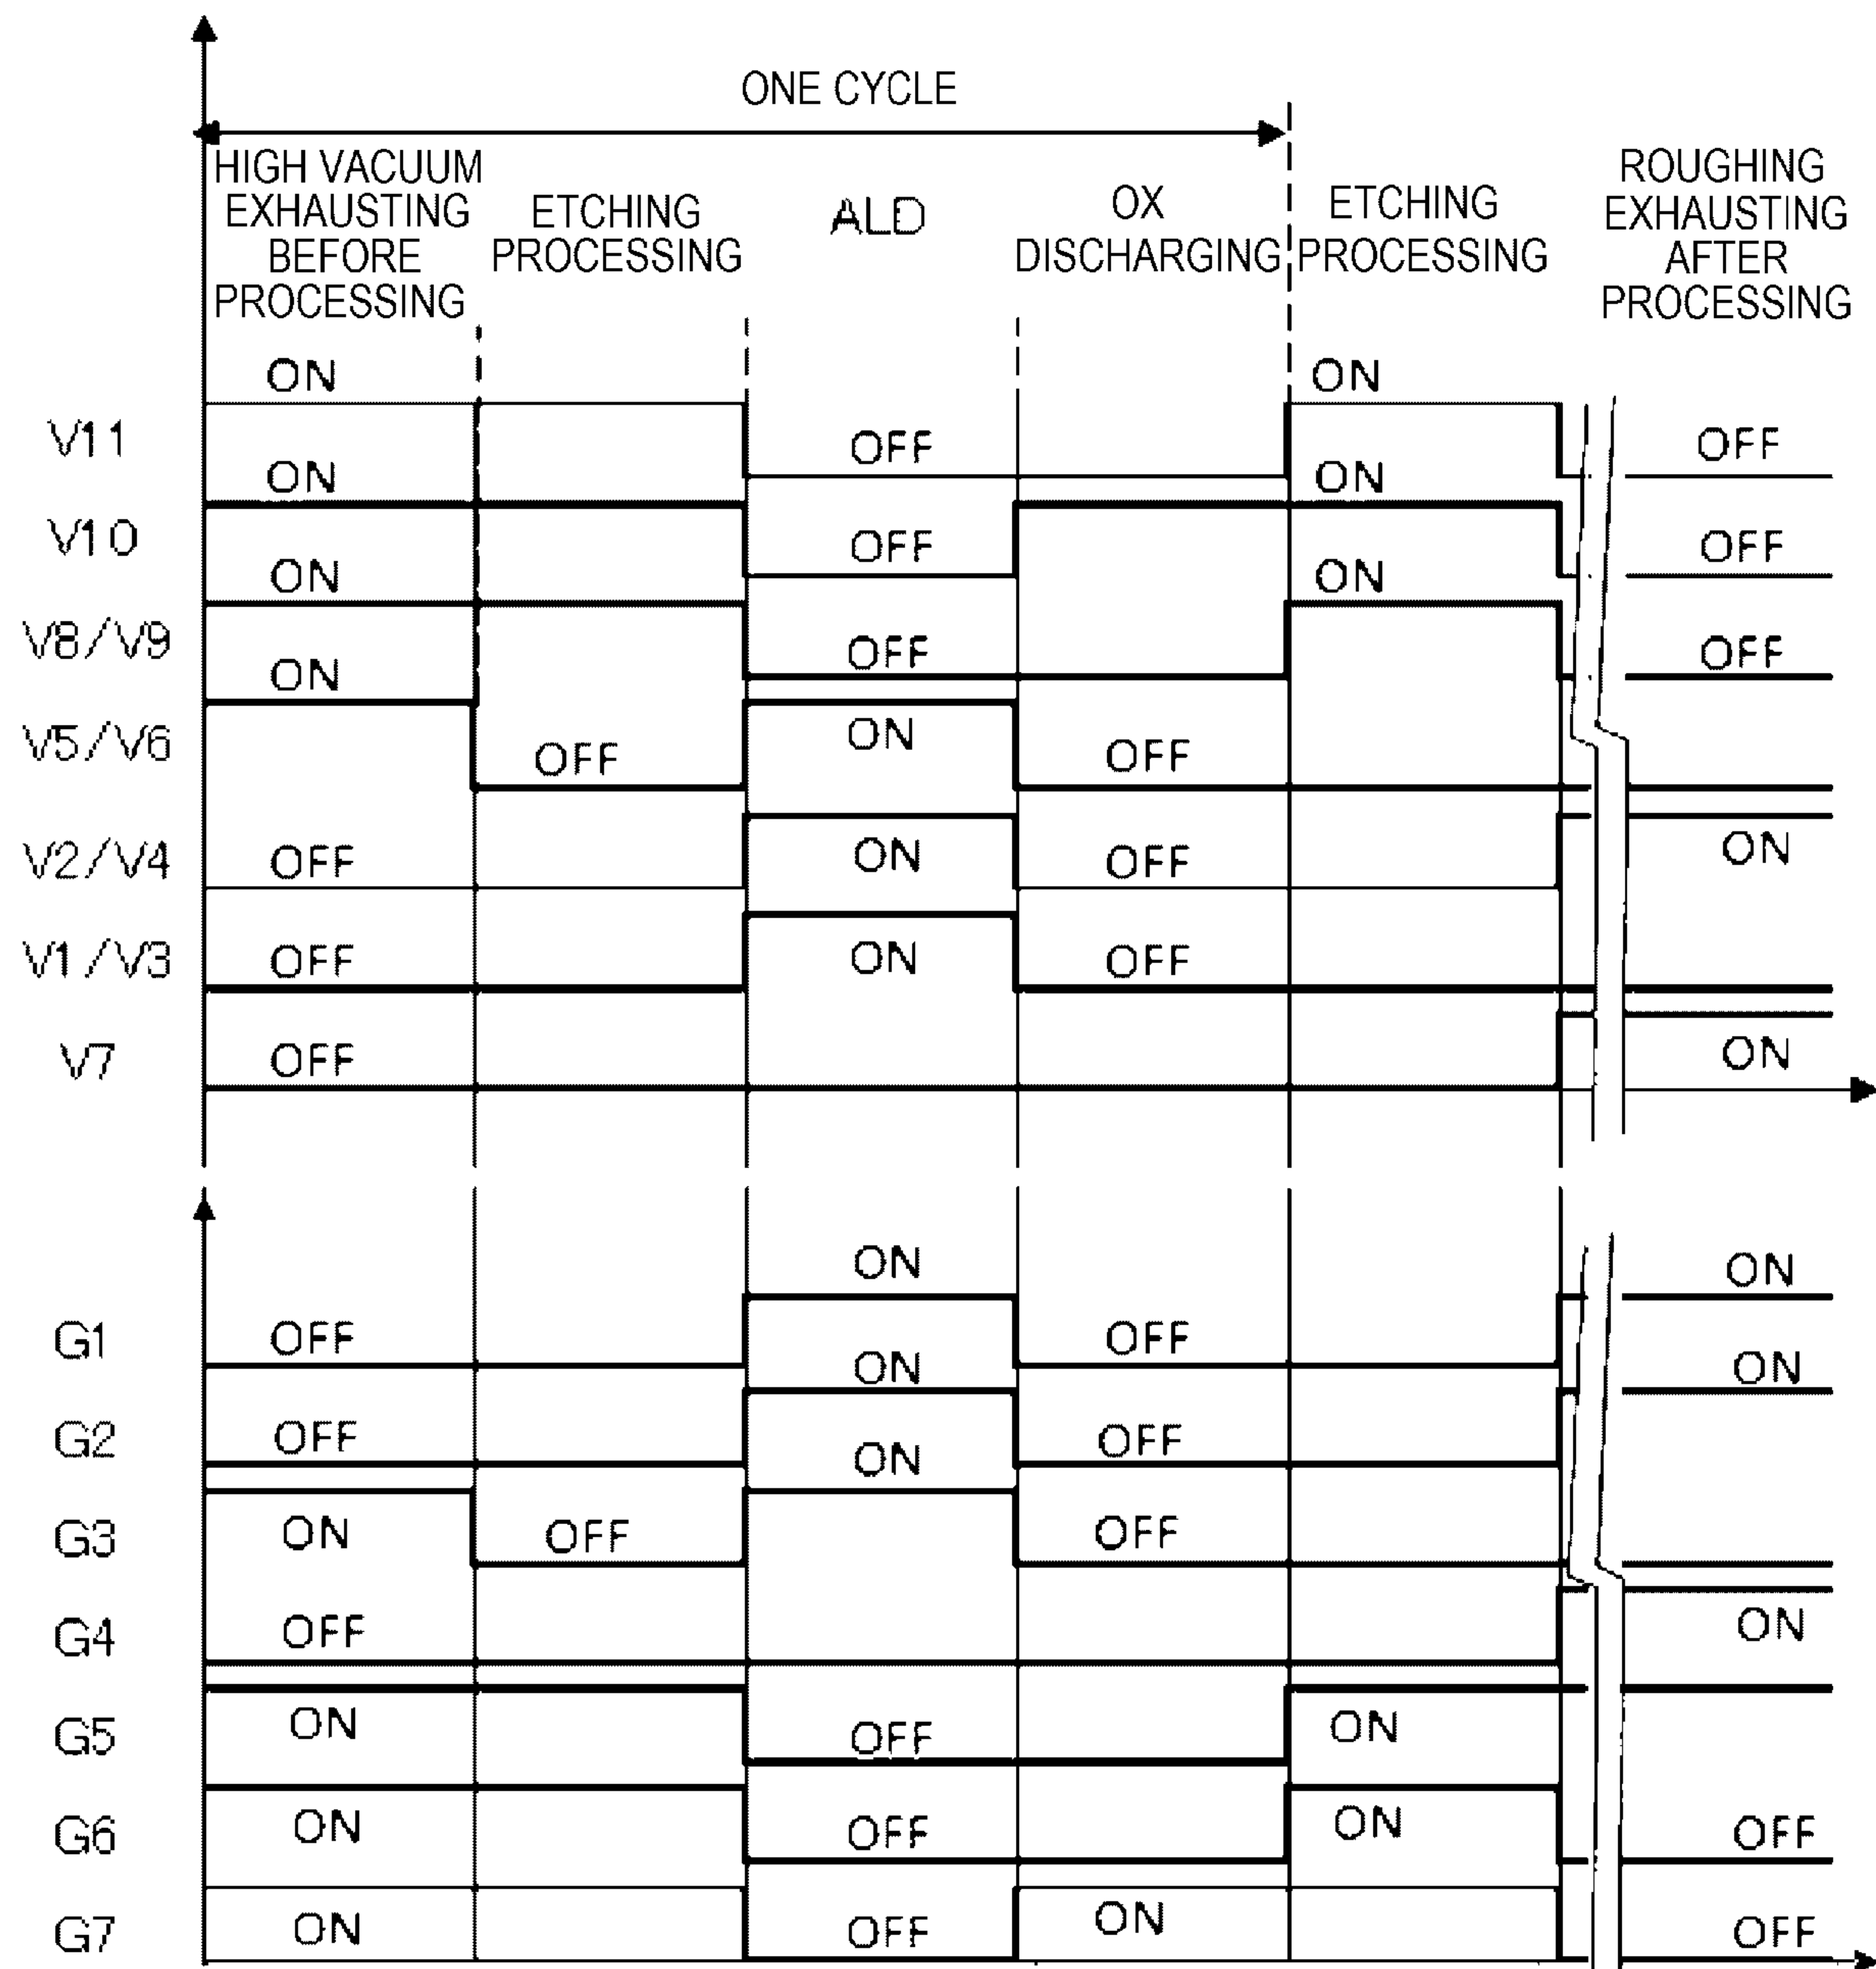 ONE CYCLE
HIGH VACUUM
EXHAUSTING
BEFORE
PROCESSING
ETCHING
PROCESSING
ALD
OX
DISCHARGING
ETCHING
PROCESSING
ROUGHING
EXHAUSTING
AFTER
PROCESSING
ON ON
V11 OFF OFF
ON ON
V10 OFF OFF
ON ON
V8/V9 OFF OFF
ON
V5/V6 OFF ON OFF
V2/V4 OFF ON OFF ON
V1/V3 OFF ON OFF
V7 OFF ON
ON ON
G1 OFF OFF
ON ON
G2 OFF OFF
ON
G3 ON OFF OFF
G4 OFF ON
G5 ON OFF ON
G6 ON OFF ON OFF
G7 ON OFF ON OFF